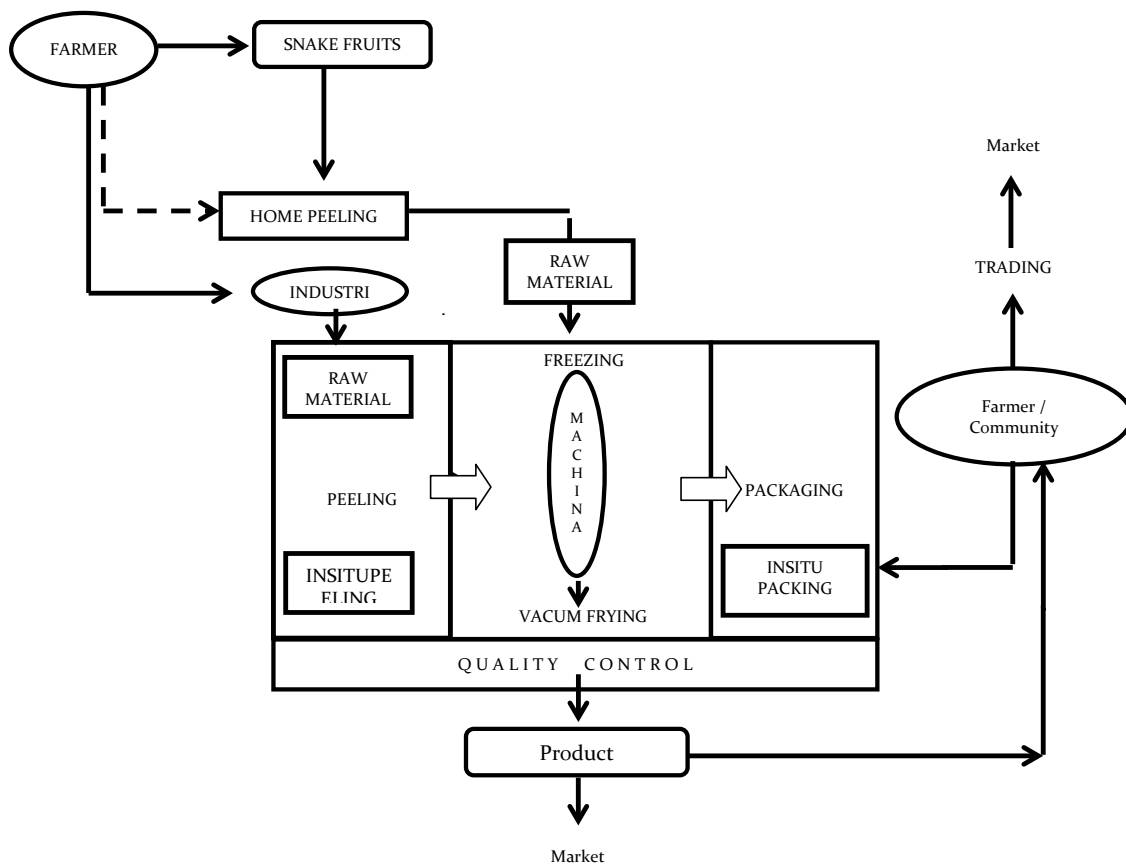 FARMER
SNAKE FRUITS
HOME PEELING
RAW
MATERIAL
INDUSTRI
Market
TRADING
Farmer /
Community
RAW
MATERIAL
PEELING
INSITUPE
ELING
FREEZING
M
A
C
H
I
N
A
VACUM FRYING
PACKAGING
INSITU
PACKING
QUALITY CONTROL
Product
Market